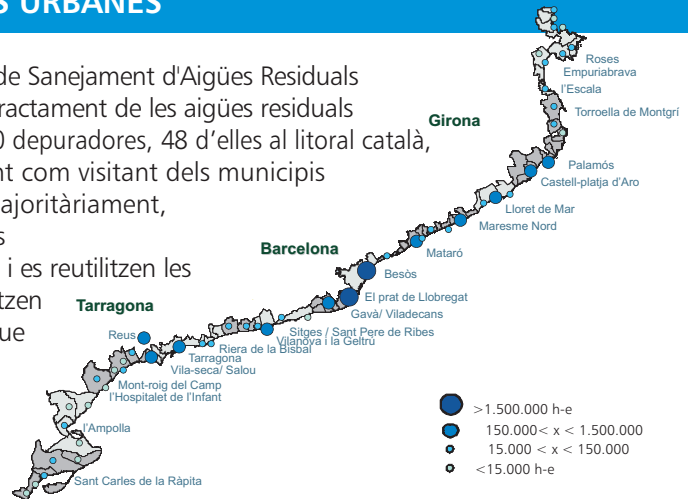 S URBANES
de Sanejament d'Aigües Residuals
ractament de les aigües residuals
0 depuradores, 48 d'elles al litoral català,
nt com visitant dels municipis
ajoritàriament,
s
i es reutilitzen les
tzen
ue
Girona
Barcelona
Tarragona
Roses
Empuriabrava
l'Escala
Torroella de Montgrí
Palamós
Castell-platja d'Aro
Lloret de Mar
Maresme Nord
Mataró
Besòs
El prat de Llobregat
Gavà/ Viladecans
Sitges / Sant Pere de Ribes
Vilanova i la Geltrú
Riera de la Bisbal
Reus
Tarragona
Vila-seca/ Salou
Mont-roig del Camp
l'Hospitalet de l'Infant
l'Ampolla
Sant Carles de la Ràpita
>1.500.000 h-e
150.000< x < 1.500.000
15.000 < x < 150.000
<15.000 h-e